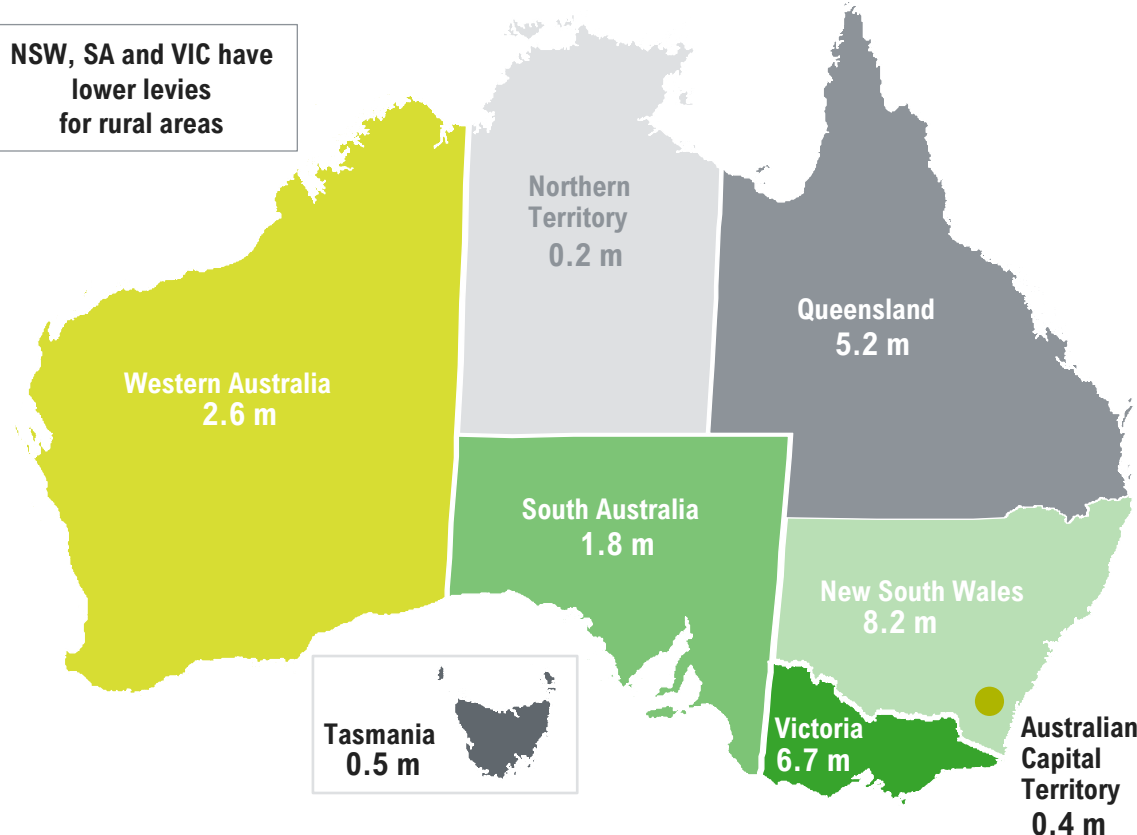 NSW, SA and VIC have
lower levies
for rural areas
Northern
Territory
0.2 m
Queensland
5.2 m
Western Australia
2.6 m
South Australia
1.8 m
New South Wales
8.2 m
Tasmania
0.5 m
Victoria
6.7 m
Australian
Capital
Territory
0.4 m